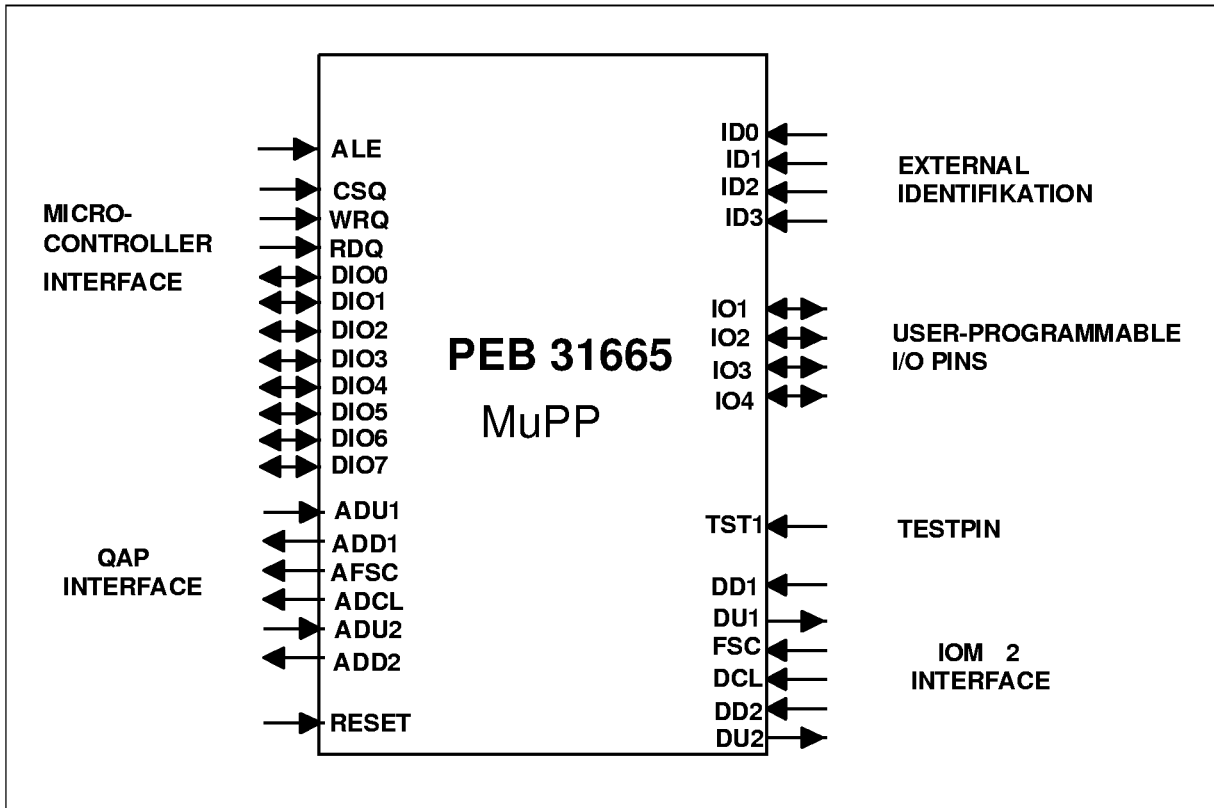 ALE
CSQ
WRQ
RDQ
DIO0
DIO1
DIO2
DIO3
DIO4
DIO5
DIO6
DIO7
MICRO-
CONTROLLER
INTERFACE
ADU1
ADD1
AFSC
ADCL
ADU2
ADD2
QAP
INTERFACE
RESET
PEB 31665
MuPP
ID0
ID1
ID2
ID3
EXTERNAL
IDENTIFIKATION
IO1
IO2
IO3
IO4
USER-PROGRAMMABLE
I/O PINS
TST1
TESTPIN
DD1
DU1
FSC
DCL
DD2
DU2
IOM 2
INTERFACE